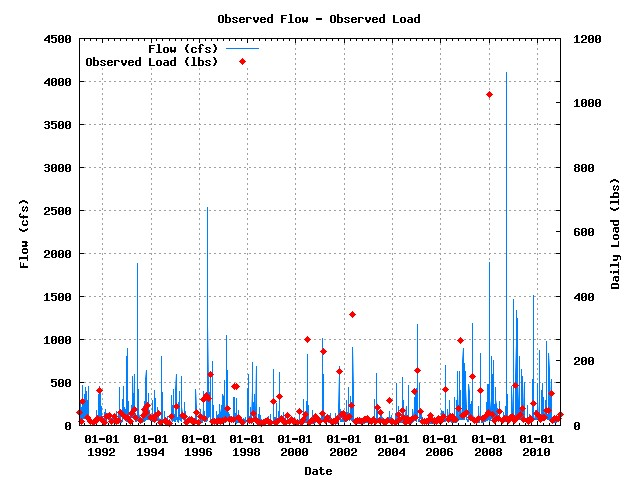 Observed Flow - Observed Load
Flow (cfs)
Observed Load (lbs)
4500
4000
3500
3000
2500
2000
1500
1000
500
0
Flow (cfs)
1200
1000
800
600
400
200
0
Daily Load (lbs)
01-01 01-01 01-01 01-01 01-01 01-01 01-01 01-01 01-01 01-01
1992 1994 1996 1998 2000 2002 2004 2006 2008 2010
Date